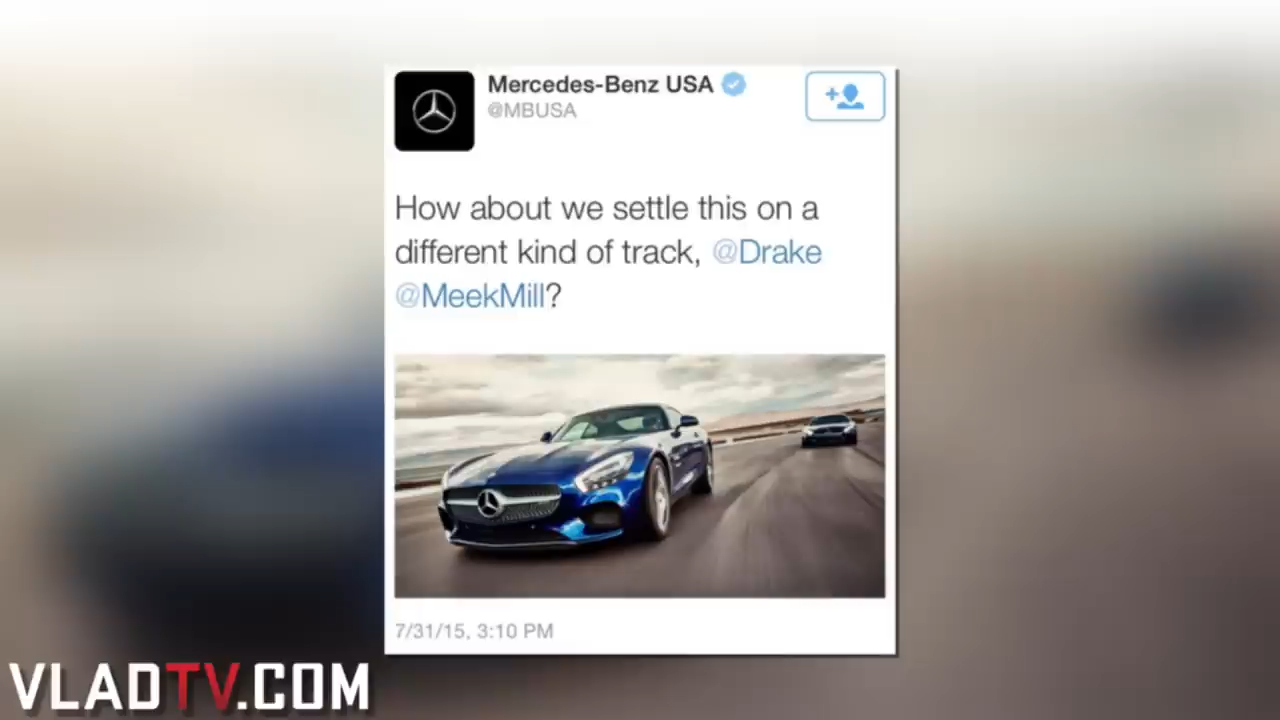 Mercedes-Benz USA
@MBUSA
How about we settle this on a
different kind of track, @Drake
@MeekMill?
7/31/15, 3:10 PM
VLADTV.COM